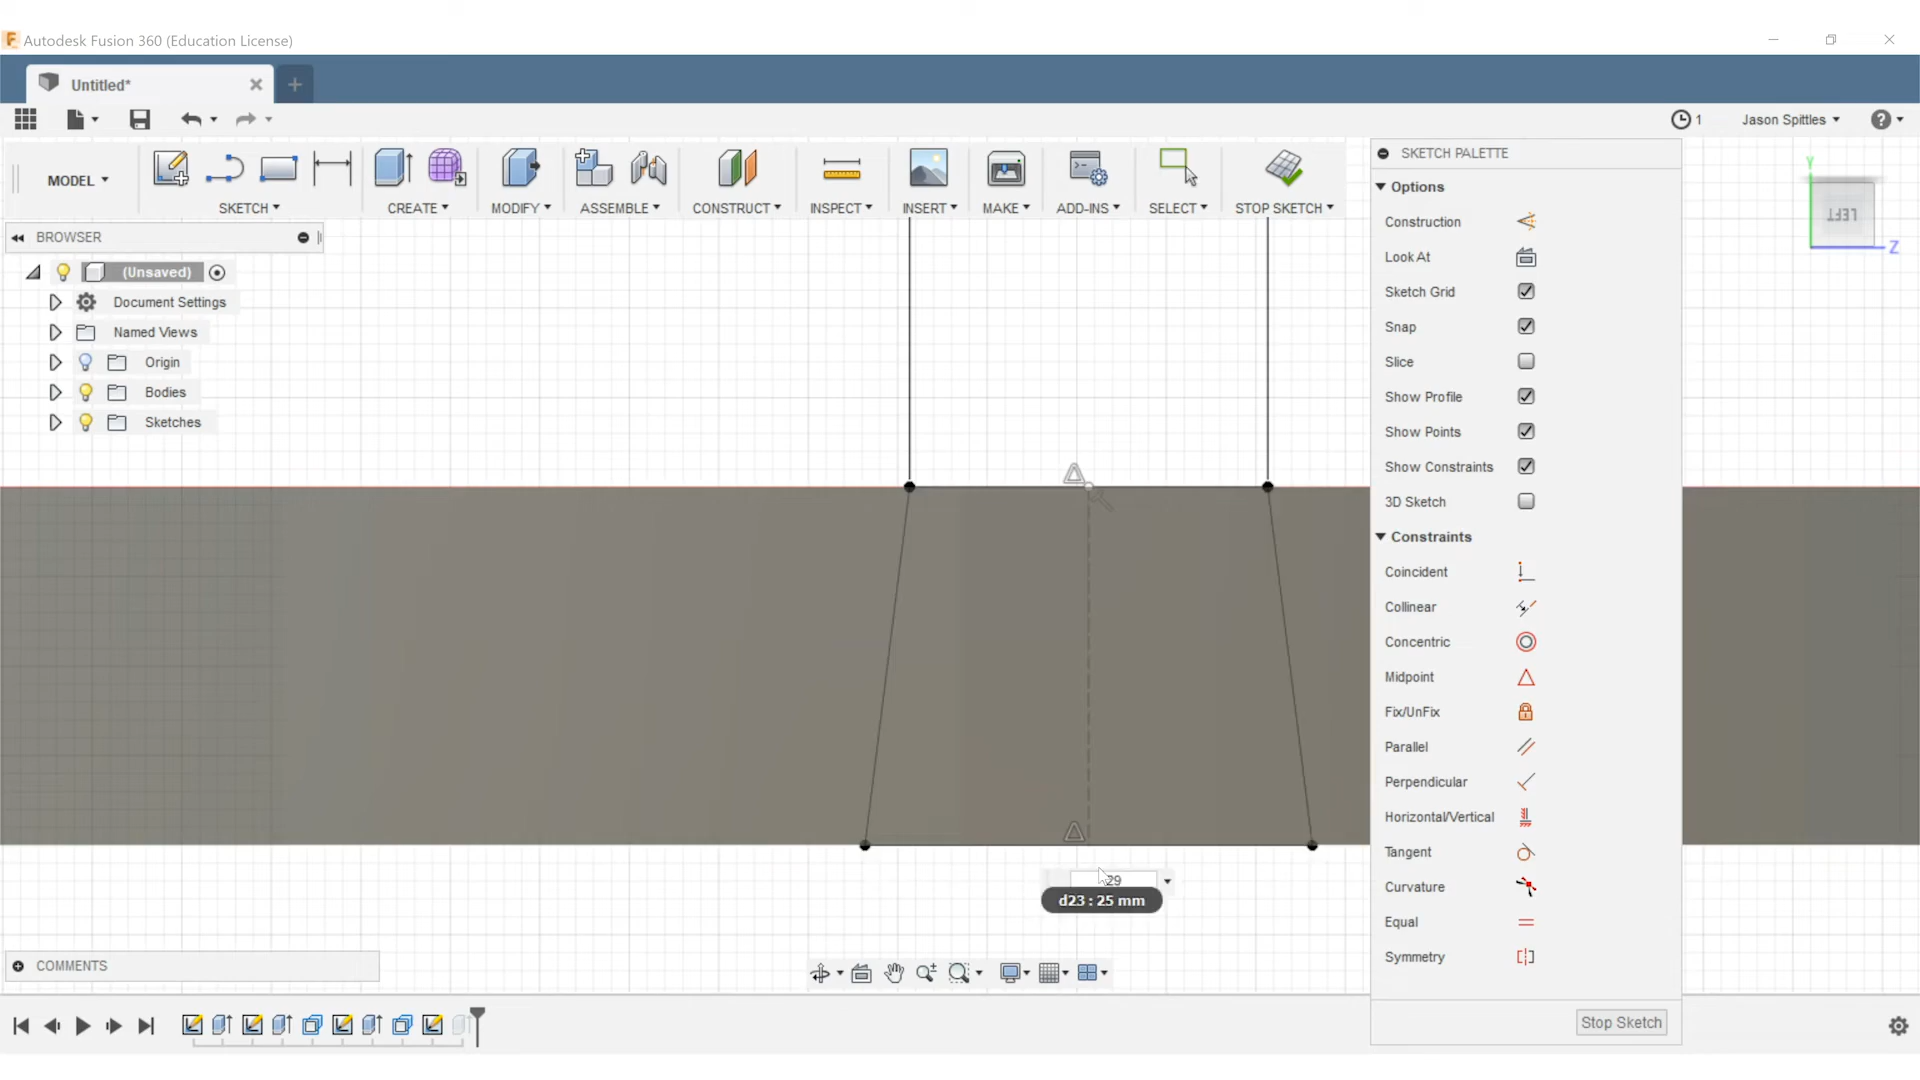 Autodesk Fusion 360 (Education License)
Untitled*
1
Jason Spittles
MODEL
SKETCH
CREATE
MODIFY
ASSEMBLE
CONSTRUCT
INSPECT
INSERT
MAKE
ADD-INS
SELECT
STOP SKETCH
SKETCH PALETTE
Options
Construction
Look At
Sketch Grid
Snap
Slice
Show Profile
Show Points
Show Constraints
3D Sketch
Constraints
Coincident
Collinear
Concentric
Midpoint
Fix/UnFix
Parallel
Perpendicular
Horizontal/Vertical
Tangent
Curvature
Equal
Symmetry
Stop Sketch
Y
LEFT
Z
BROWSER
(Unsaved)
Document Settings
Named Views
Origin
Bodies
Sketches
29
d23 : 25 mm
COMMENTS